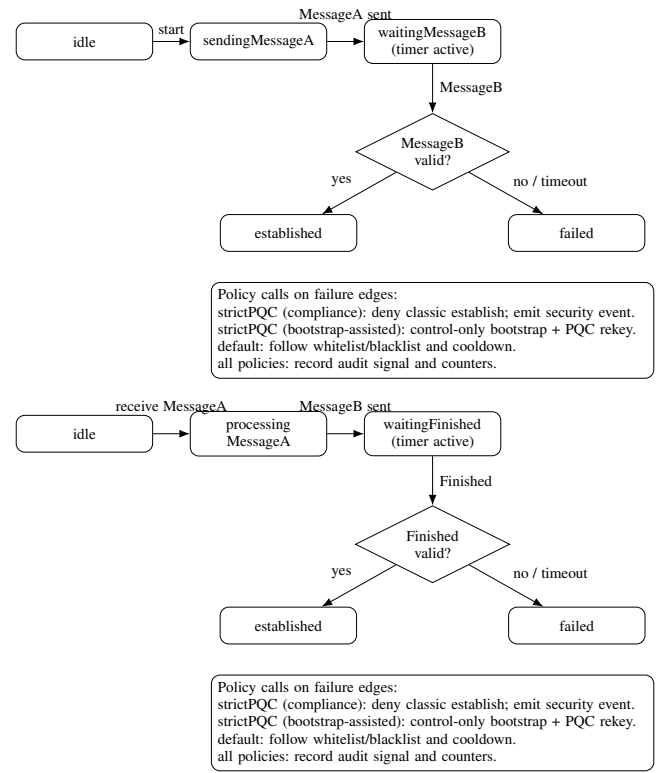 MessageA sent
idle
start
sendingMessageA
waitingMessageB
(timer active)
MessageB
MessageB
valid?
yes
no / timeout
established
failed
Policy calls on failure edges:
strictPQC (compliance): deny classic establish; emit security event.
strictPQC (bootstrap-assisted): control-only bootstrap + PQC rekey.
default: follow whitelist/blacklist and cooldown.
all policies: record audit signal and counters.
receive MessageA
MessageB sent
idle
processing
MessageA
waitingFinished
(timer active)
Finished
Finished
valid?
yes
no / timeout
established
failed
Policy calls on failure edges:
strictPQC (compliance): deny classic establish; emit security event.
strictPQC (bootstrap-assisted): control-only bootstrap + PQC rekey.
default: follow whitelist/blacklist and cooldown.
all policies: record audit signal and counters.